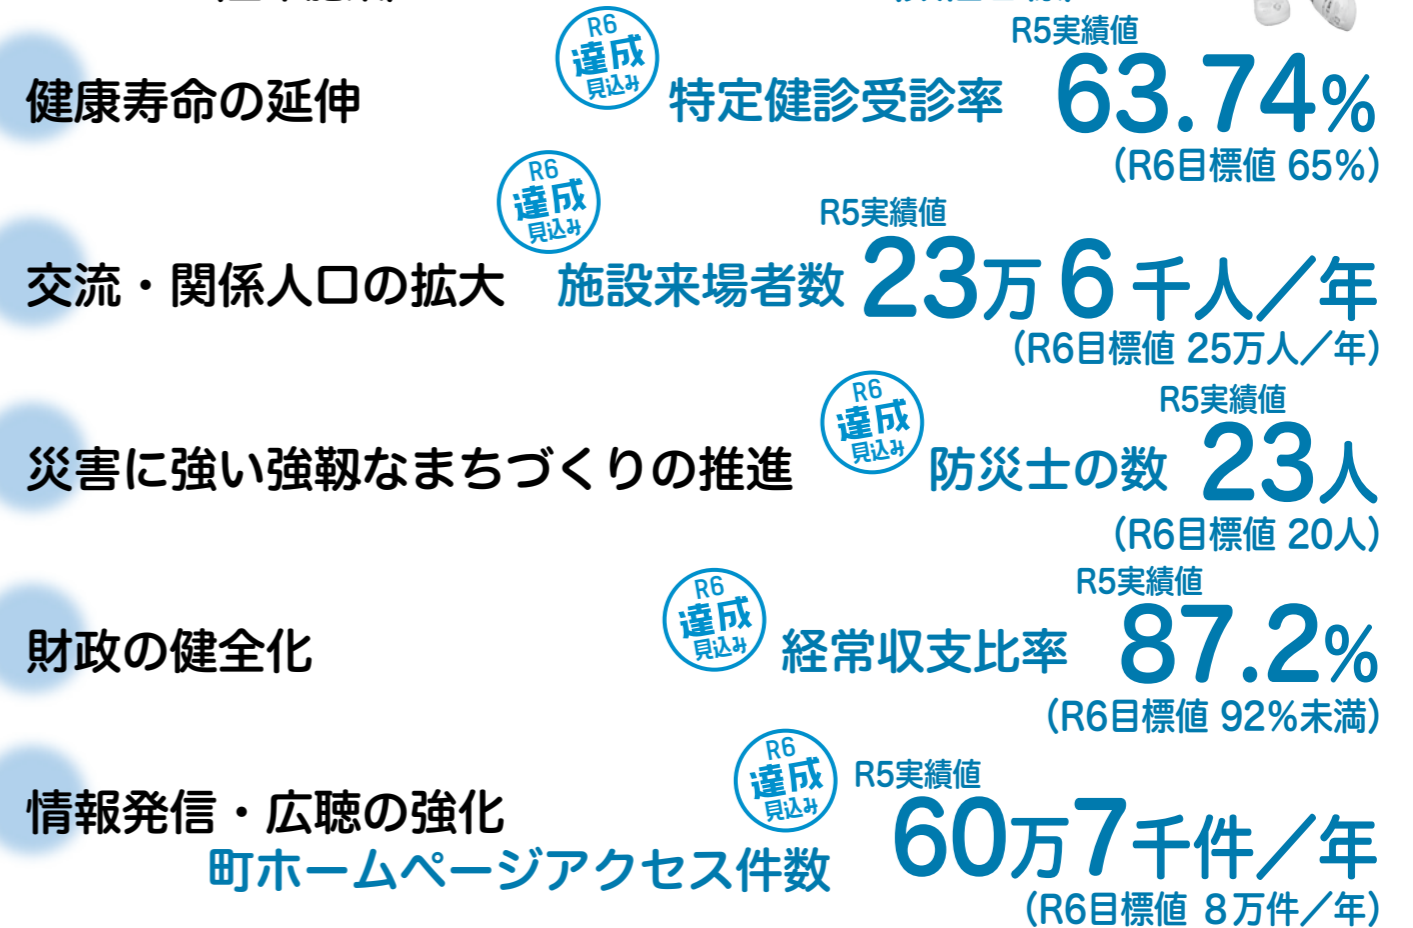 R5実績値
R6
達成
見込み
健康寿命の延伸 特定健診受診率 63.74%
(R6目標値 65%)
R6
達成
見込み
R5実績値
交流・関係人口の拡大 施設来場者数 23万6千人／年
(R6目標値 25万人／年)
R6
達成
見込み
R5実績値
災害に強い強靱なまちづくりの推進 防災士の数 23人
(R6目標値 20人)
R6
達成
見込み
R5実績値
財政の健全化 経常収支比率 87.2%
(R6目標値 92%未満)
R6
達成
見込み
R5実績値
情報発信・広聴の強化
町ホームページアクセス件数 60万7千件／年
(R6目標値 8万件／年)